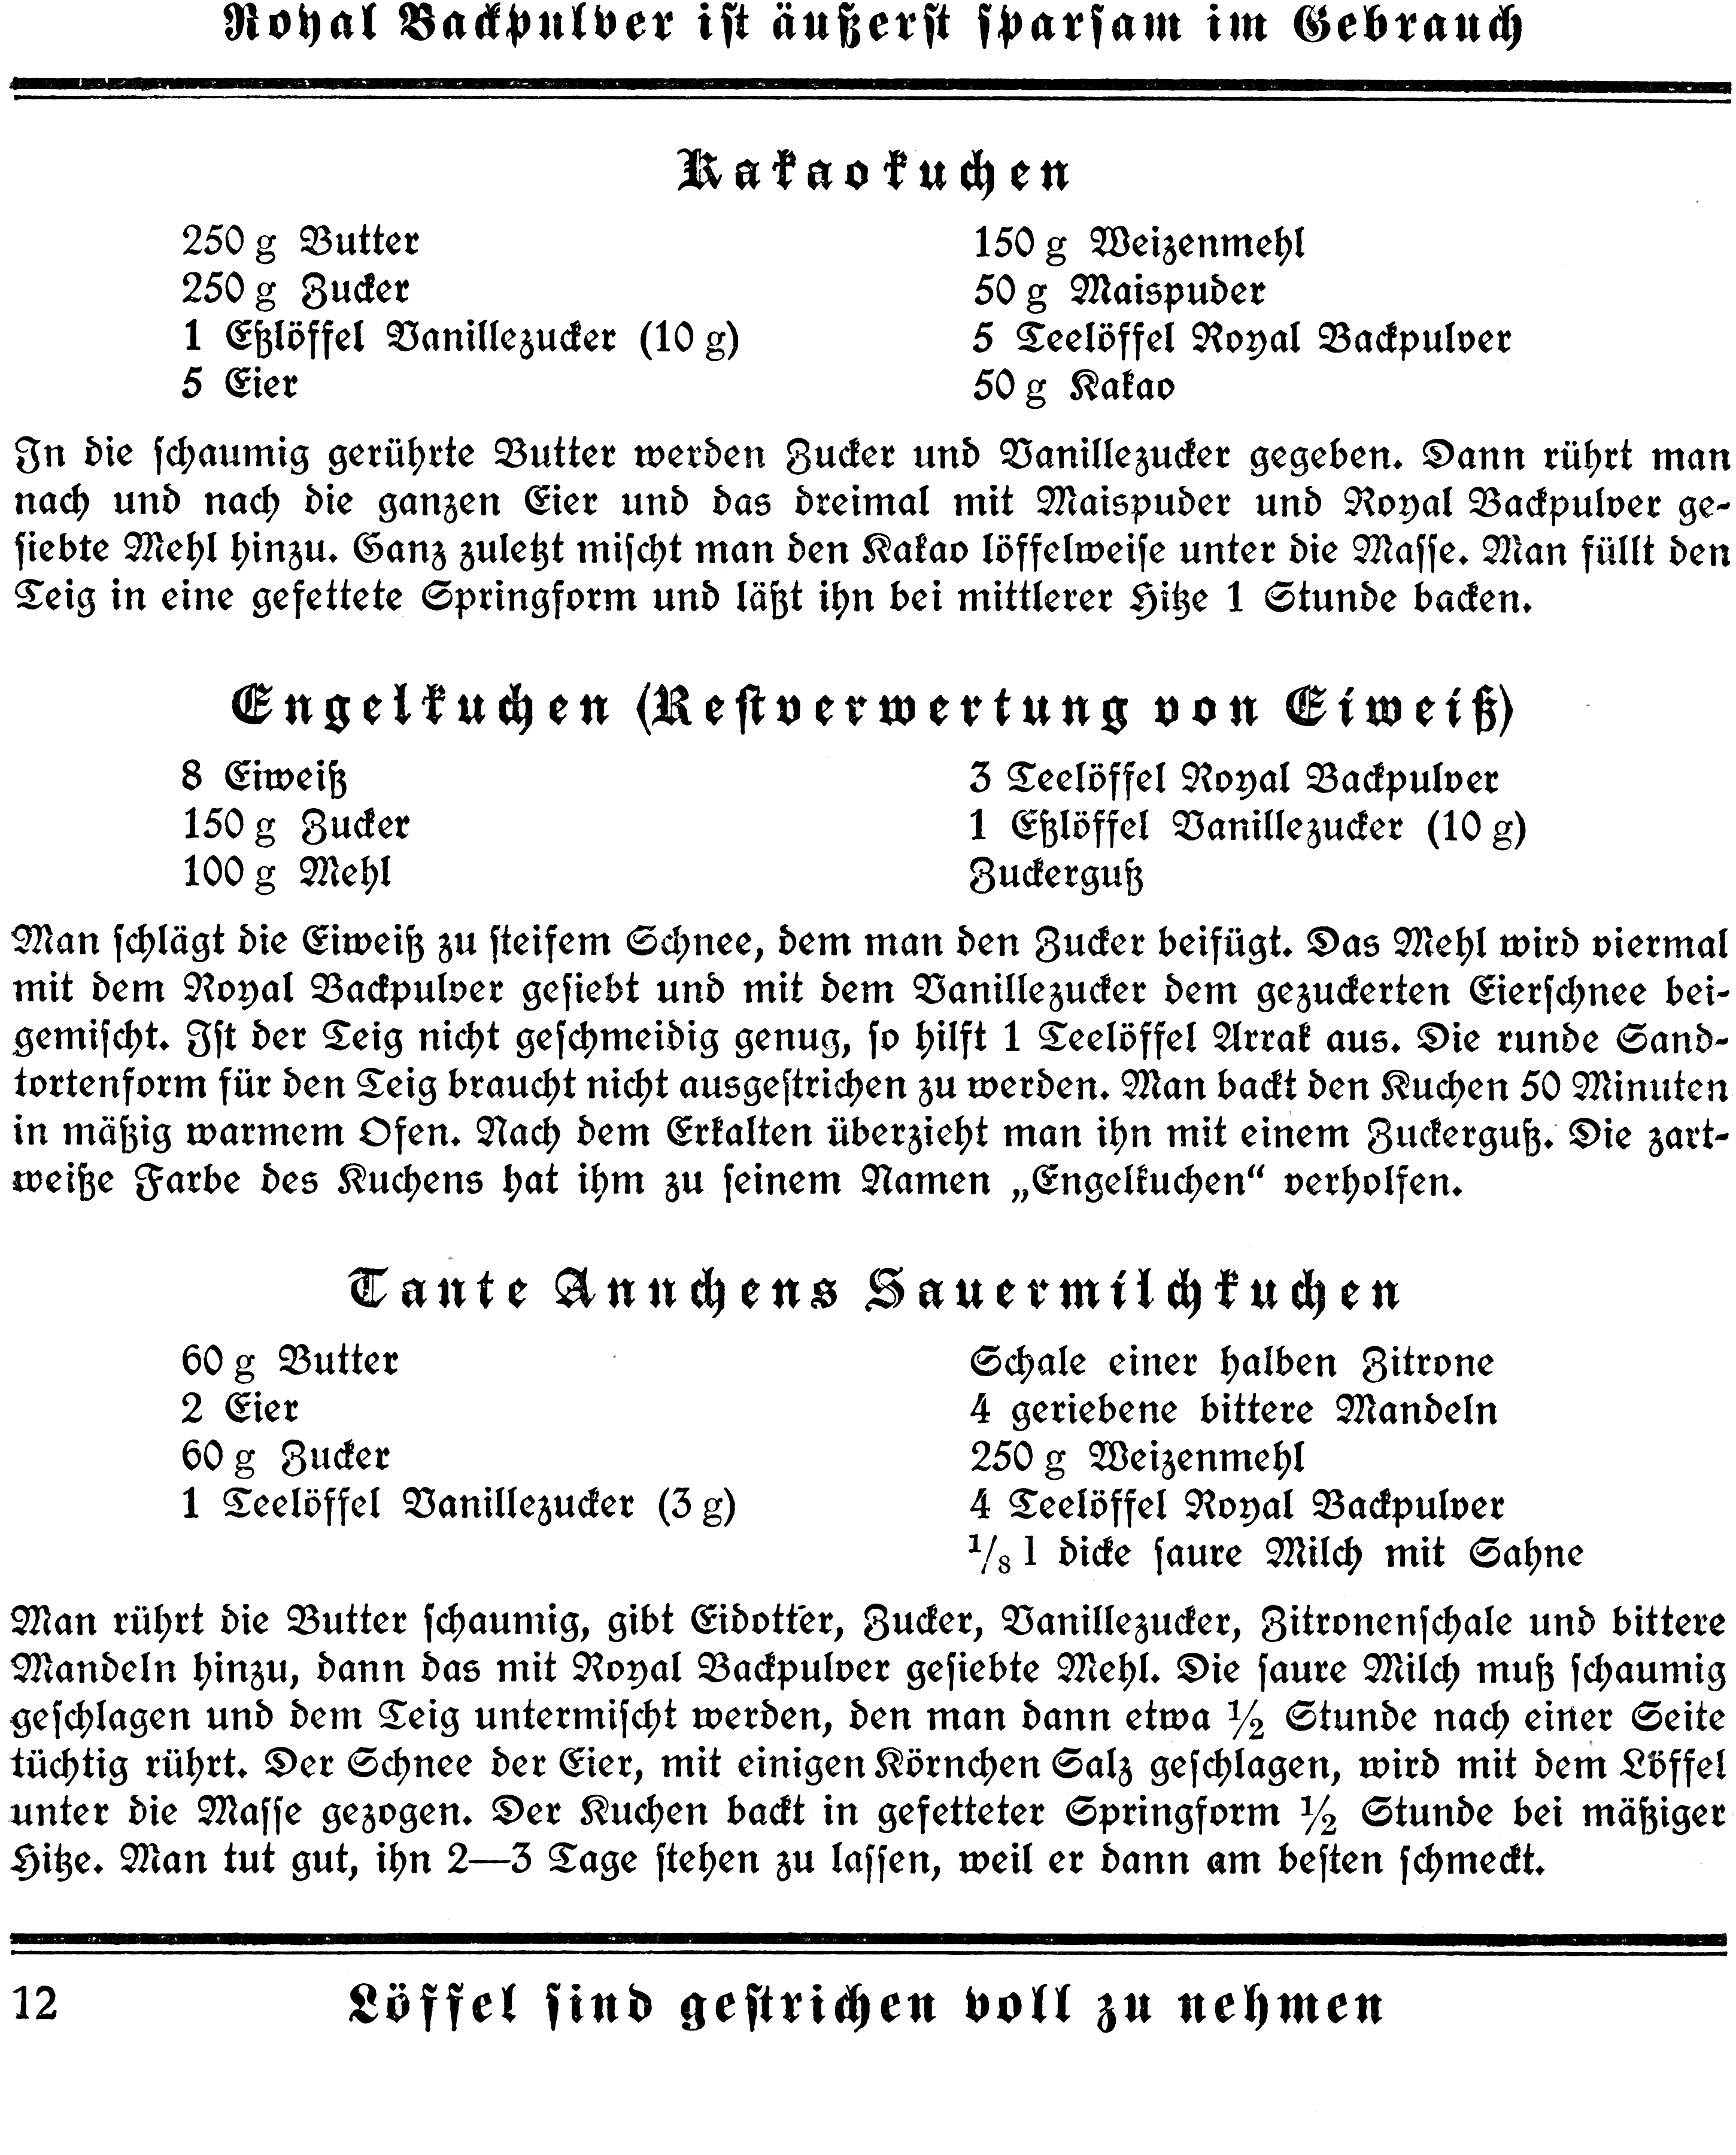 Royal Backpulver ist äußerst sparsam im Gebrauch
Kakaokuchen
250 g Butter
250 g Zucker
1 Eßlöffel Vanillezucker (10 g)
5 Eier
150 g Weizenmehl
50 g Maispuder
5 Teelöffel Royal Backpulver
50 g Kakao
In die schaumig gerührte Butter werden Zucker und Vanillezucker gegeben. Dann rührt man
nach und nach die ganzen Eier und das dreimal mit Maispuder und Royal Backpulver ge-
siebte Mehl hinzu. Ganz zuletzt mischt man den Kakao löffelweise unter die Masse. Man füllt den
Teig in eine gefettete Springform und läßt ihn bei mittlerer Hitze 1 Stunde backen.
Engelkuchen (Restverwertung von Eiweiß)
8 Eiweiß
150 g Zucker
100 g Mehl
3 Teelöffel Royal Backpulver
1 Eßlöffel Vanillezucker (10 g)
Zuckerguß
Man schlägt die Eiweiß zu steifem Schnee, dem man den Zucker beifügt. Das Mehl wird viermal
mit dem Royal Backpulver gesiebt und mit dem Vanillezucker dem gezuckerten Eierschnee bei-
gemischt. Ist der Teig nicht geschmeidig genug, so hilft 1 Teelöffel Arrak aus. Die runde Sand-
tortenform für den Teig braucht nicht ausgestrichen zu werden. Man backt den Kuchen 50 Minuten
in mäßig warmem Ofen. Nach dem Erkalten überzieht man ihn mit einem Zuckerguß. Die zart-
weiße Farbe des Kuchens hat ihm zu seinem Namen „Engelkuchen“ verholfen.
Tante Annchens Sauermilchkuchen
60 g Butter
2 Eier
60 g Zucker
1 Teelöffel Vanillezucker (3 g)
Schale einer halben Zitrone
4 geriebene bittere Mandeln
250 g Weizenmehl
4 Teelöffel Royal Backpulver
1/8 l dicke saure Milch mit Sahne
Man rührt die Butter schaumig, gibt Eidotter, Zucker, Vanillezucker, Zitronenschale und bittere
Mandeln hinzu, dann das mit Royal Backpulver gesiebte Mehl. Die saure Milch muß schaumig
geschlagen und dem Teig untermischt werden, den man dann etwa ½ Stunde nach einer Seite
tüchtig rührt. Der Schnee der Eier, mit einigen Körnchen Salz geschlagen, wird mit dem Löffel
unter die Masse gezogen. Der Kuchen backt in gefetteter Springform ½ Stunde bei mäßiger
Hitze. Man tut gut, ihn 2—3 Tage stehen zu lassen, weil er dann am besten schmeckt.
12
Löffel sind gestrichen voll zu nehmen